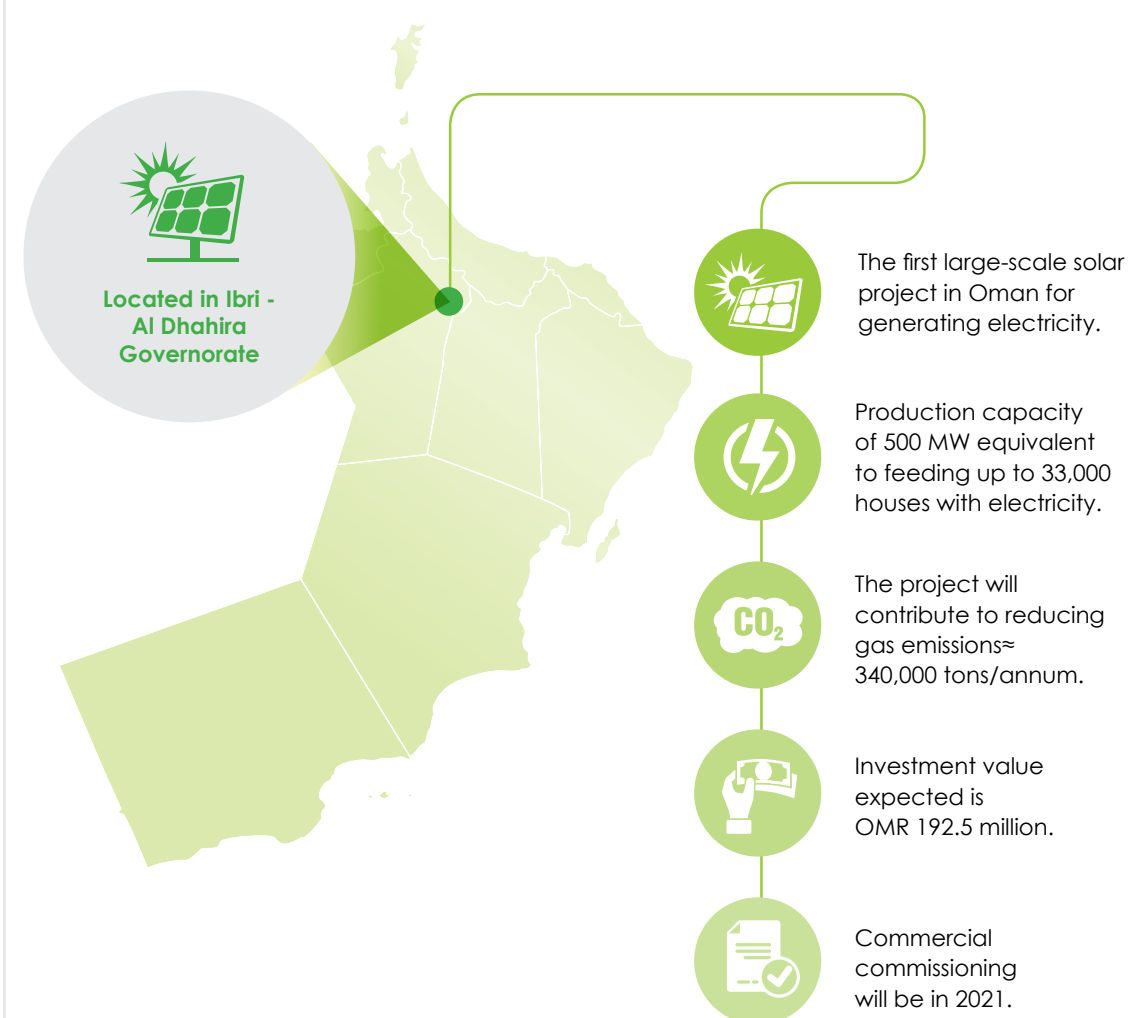 Located in Ibri -
Al Dhahira
Governorate
The first large-scale solar
project in Oman for
generating electricity.
Production capacity
of 500 MW equivalent
to feeding up to 33,000
houses with electricity.
CO₂
The project will
contribute to reducing
gas emissions≈
340,000 tons/annum.
Investment value
expected is
OMR 192.5 million.
Commercial
commissioning
will be in 2021.